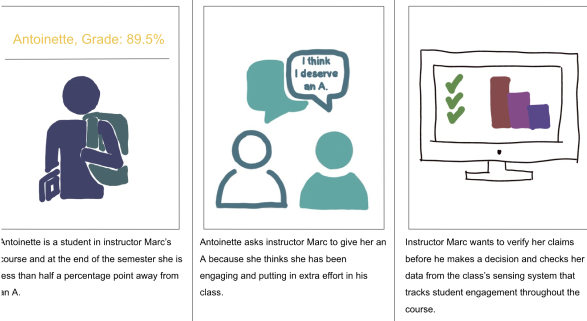 Antoinette, Grade: 89.5%
Antoinette is a student in instructor Marc's
course and at the end of the semester she is
less than half a percentage point away from
an A.
I think
I deserve
an A.
Antoinette asks instructor Marc to give her an
A because she thinks she has been
engaging and putting in extra effort in his
class.
Instructor Marc wants to verify her claims
before he makes a decision and checks her
data from the class's sensing system that
tracks student engagement throughout the
course.